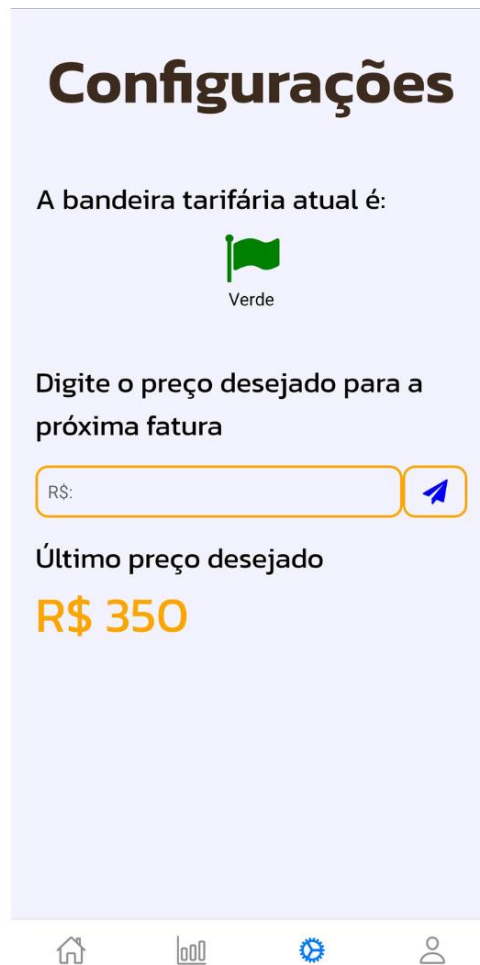 Configurações
A bandeira tarifária atual é:
Verde
Digite o preço desejado para a
próxima fatura
R$:
Último preço desejado
R$ 350